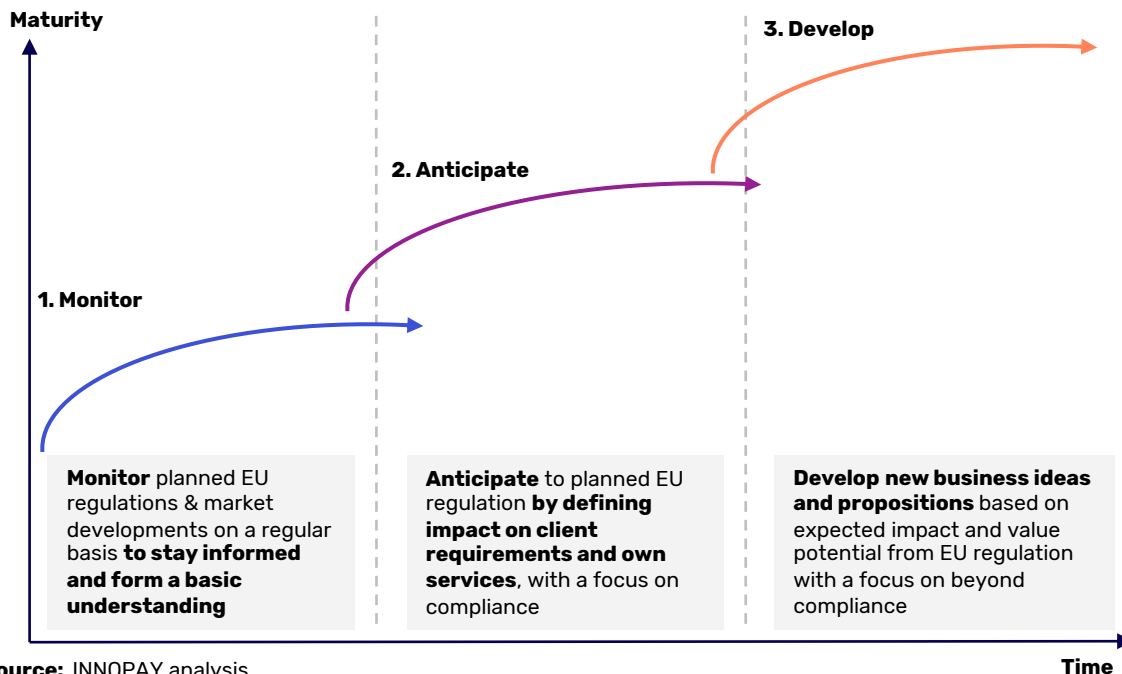 Maturity
3. Develop
2. Anticipate
1. Monitor
Monitor planned EU
regulations & market
developments on a regular
basis to stay informed
and form a basic
understanding
Anticipate to planned EU
regulation by defining
impact on client
requirements and own
services, with a focus on
compliance
Develop new business ideas
and propositions based on
expected impact and value
potential from EU regulation
with a focus on beyond
compliance
ource: INNOPAY analysis
Time